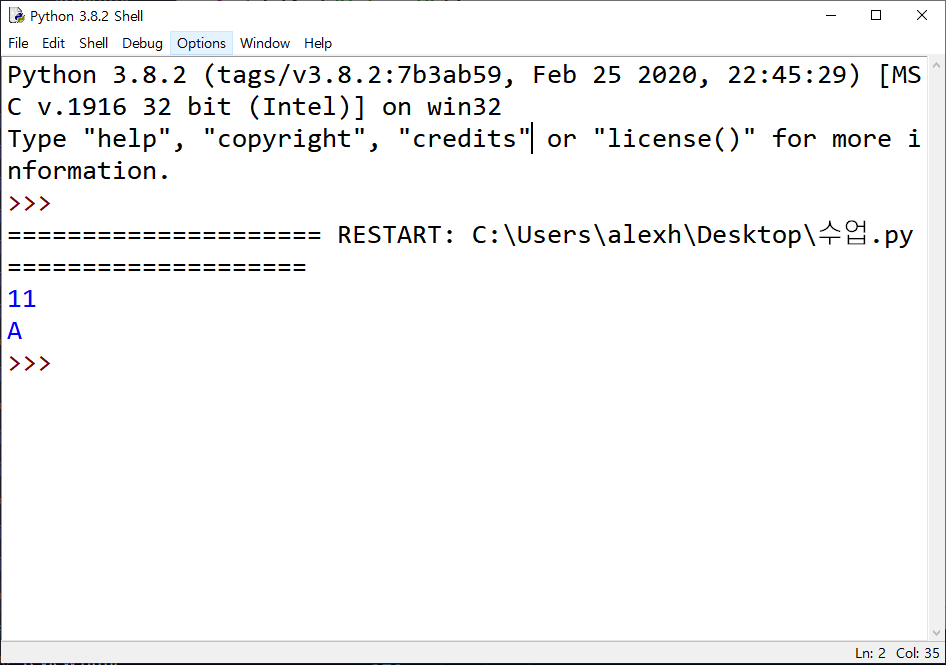 Python 3.8.2 Shell
File Edit Shell Debug Options Window Help
Python 3.8.2 (tags/v3.8.2:7b3ab59, Feb 25 2020, 22:45:29) [MS
C v.1916 32 bit (Intel)] on win32
Type "help", "copyright", "credits" or "license()" for more i
nformation.
>>>
===================== RESTART: C:\Users\alexh\Desktop\수업.py
====================
11
A
>>>
Ln: 2 Col: 35